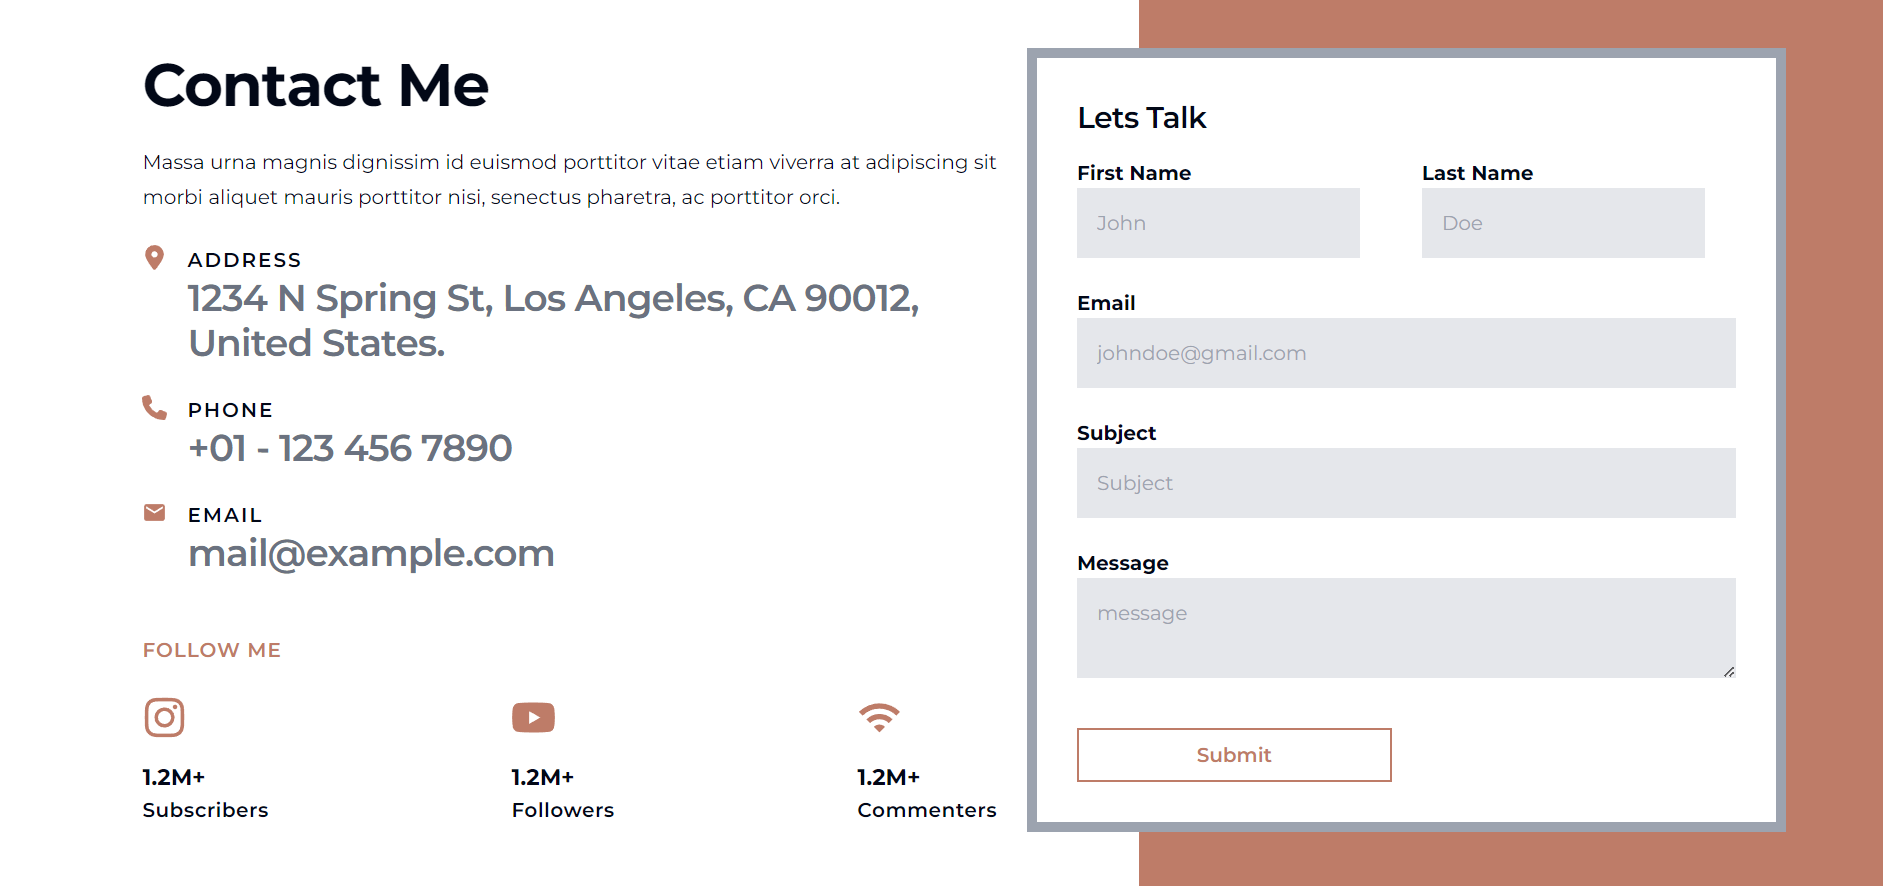 Contact Me
Massa urna magnis dignissim id euismod porttitor vitae etiam viverra at adipiscing sit
morbi aliquet mauris porttitor nisi, senectus pharetra, ac porttitor orci.
ADDRESS
1234 N Spring St, Los Angeles, CA 90012,
United States.
PHONE
+01 - 123 456 7890
EMAIL
mail@example.com
FOLLOW ME
1.2M+
Subscribers
1.2M+
Followers
1.2M+
Commenters
Lets Talk
First Name
John
Last Name
Doe
Email
johndoe@gmail.com
Subject
Subject
Message
message
Submit